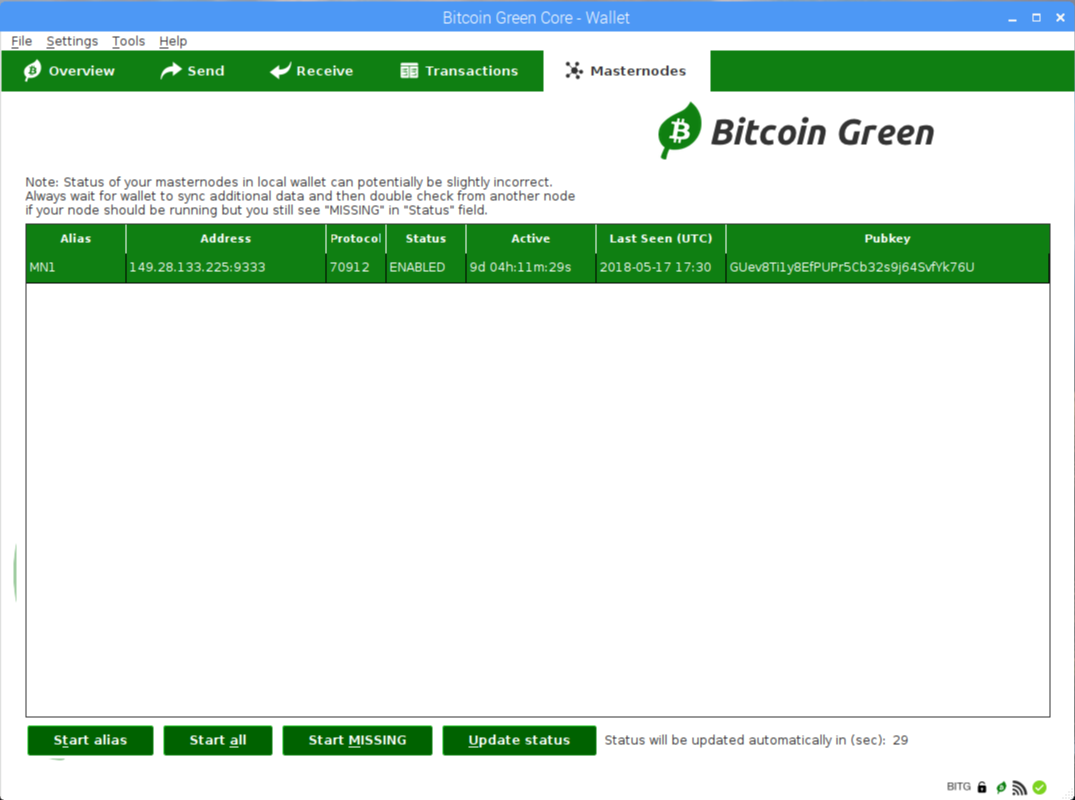 Bitcoin Green Core - Wallet
File Settings Tools Help
Overview Send Receive Transactions Masternodes
Bitcoin Green
Note: Status of your masternodes in local wallet can potentially be slightly incorrect.
Always wait for wallet to sync additional data and then double check from another node
if your node should be running but you still see "MISSING" in "Status" field.
Alias Address Protocol Status Active Last Seen (UTC) Pubkey
MN1 149.28.133.225:9333 70912 ENABLED 9d 04h:11m:29s 2018-05-17 17:30 GUev8Ti1y8EfPUPr5Cb32s9j64SvfYk76U
Start alias Start all Start MISSING Update status Status will be updated automatically in (sec): 29
BITG